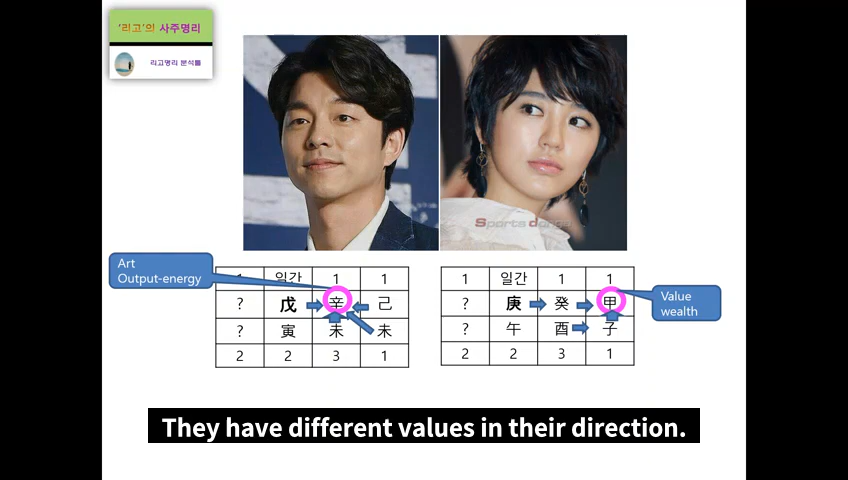 '리고'의 사주명리
리고명리 분석틀
Sports d
Art
Output-energy
1 일간 1 1
? 戊 辛 己
? 寅 未 未
2 2 3 1
1 일간 1 1
? 庚 癸 甲
? 午 酉 子
2 2 3 1
Value
wealth
They have different values in their direction.